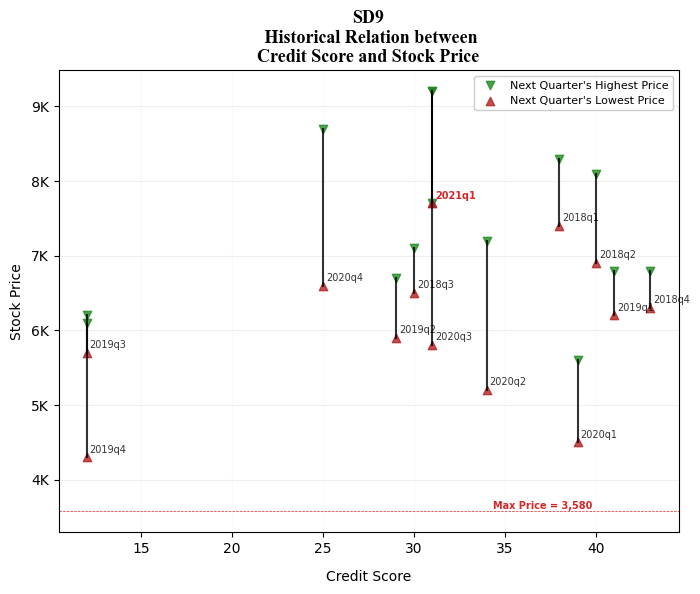 SD9
Historical Relation between
Credit Score and Stock Price
Next Quarter's Highest Price
Next Quarter's Lowest Price
9K
8K
7K
6K
5K
4K
Stock Price
2021q1
2018q1
2018q2
2020q4
2018q3
2018q4
2019q1
2019q2
2020q3
2019q3
2020q2
2020q1
2019q4
Max Price = 3,580
15
20
25
30
35
40
Credit Score